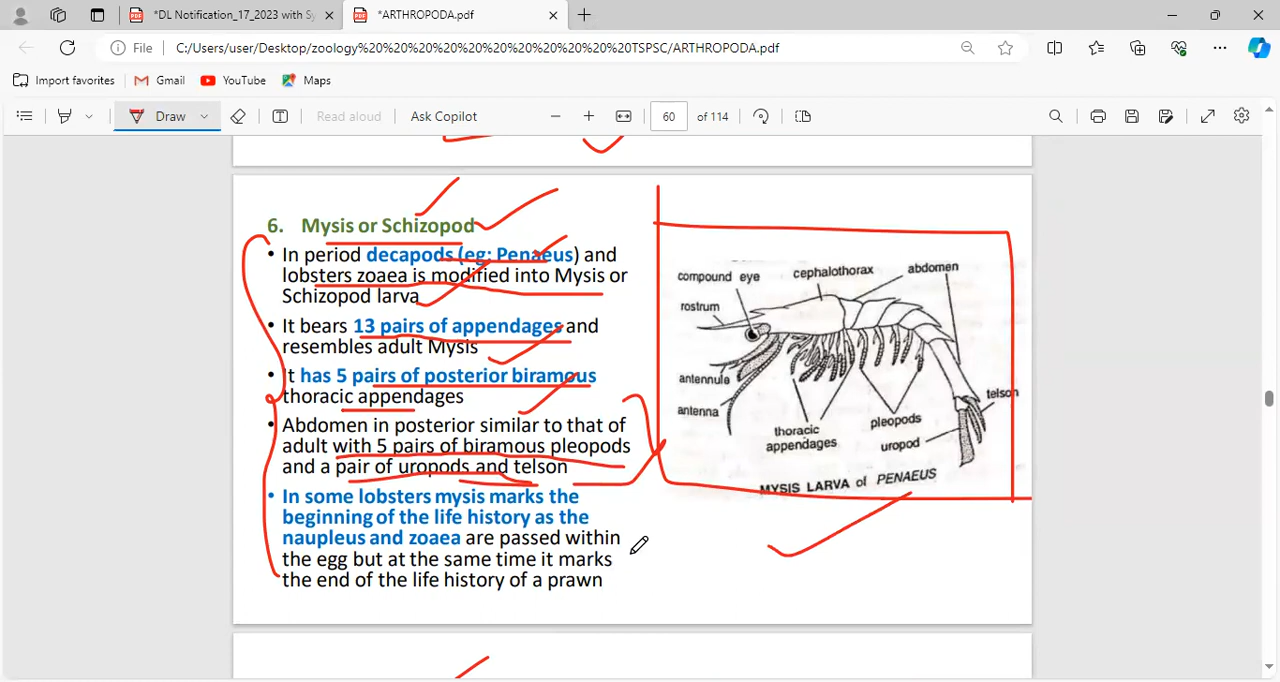 *DL Notification_17_2023 with Sy
*ARTHROPODA.pdf
File
C:/Users/user/Desktop/zoology%20%20%20%20%20%20%20%20%20%20%20TSPSC/ARTHROPODA.pdf
Import favorites
Gmail
YouTube
Maps
Draw
Read aloud
Ask Copilot
60
of 114
6. Mysis or Schizopod
• In period decapods (eg: Penaeus) and
lobsters zoaea is modified into Mysis or
Schizopod larva
• It bears 13 pairs of appendages and
resembles adult Mysis
• It has 5 pairs of posterior biramous
thoracic appendages
• Abdomen in posterior similar to that of
adult with 5 pairs of biramous pleopods
and a pair of uropods and telson
• In some lobsters mysis marks the
beginning of the life history as the
naupleus and zoaea are passed within
the egg but at the same time it marks
the end of the life history of a prawn
compound eye
cephalothorax
abdomen
rostrum
antennule
antenna
thoracic
appendages
pleopods
uropod
telson
MYSIS LARVA of PENAEUS